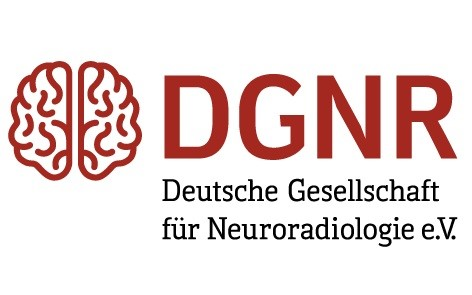 DGNR
Deutsche Gesellschaft
für Neuroradiologie e.V.